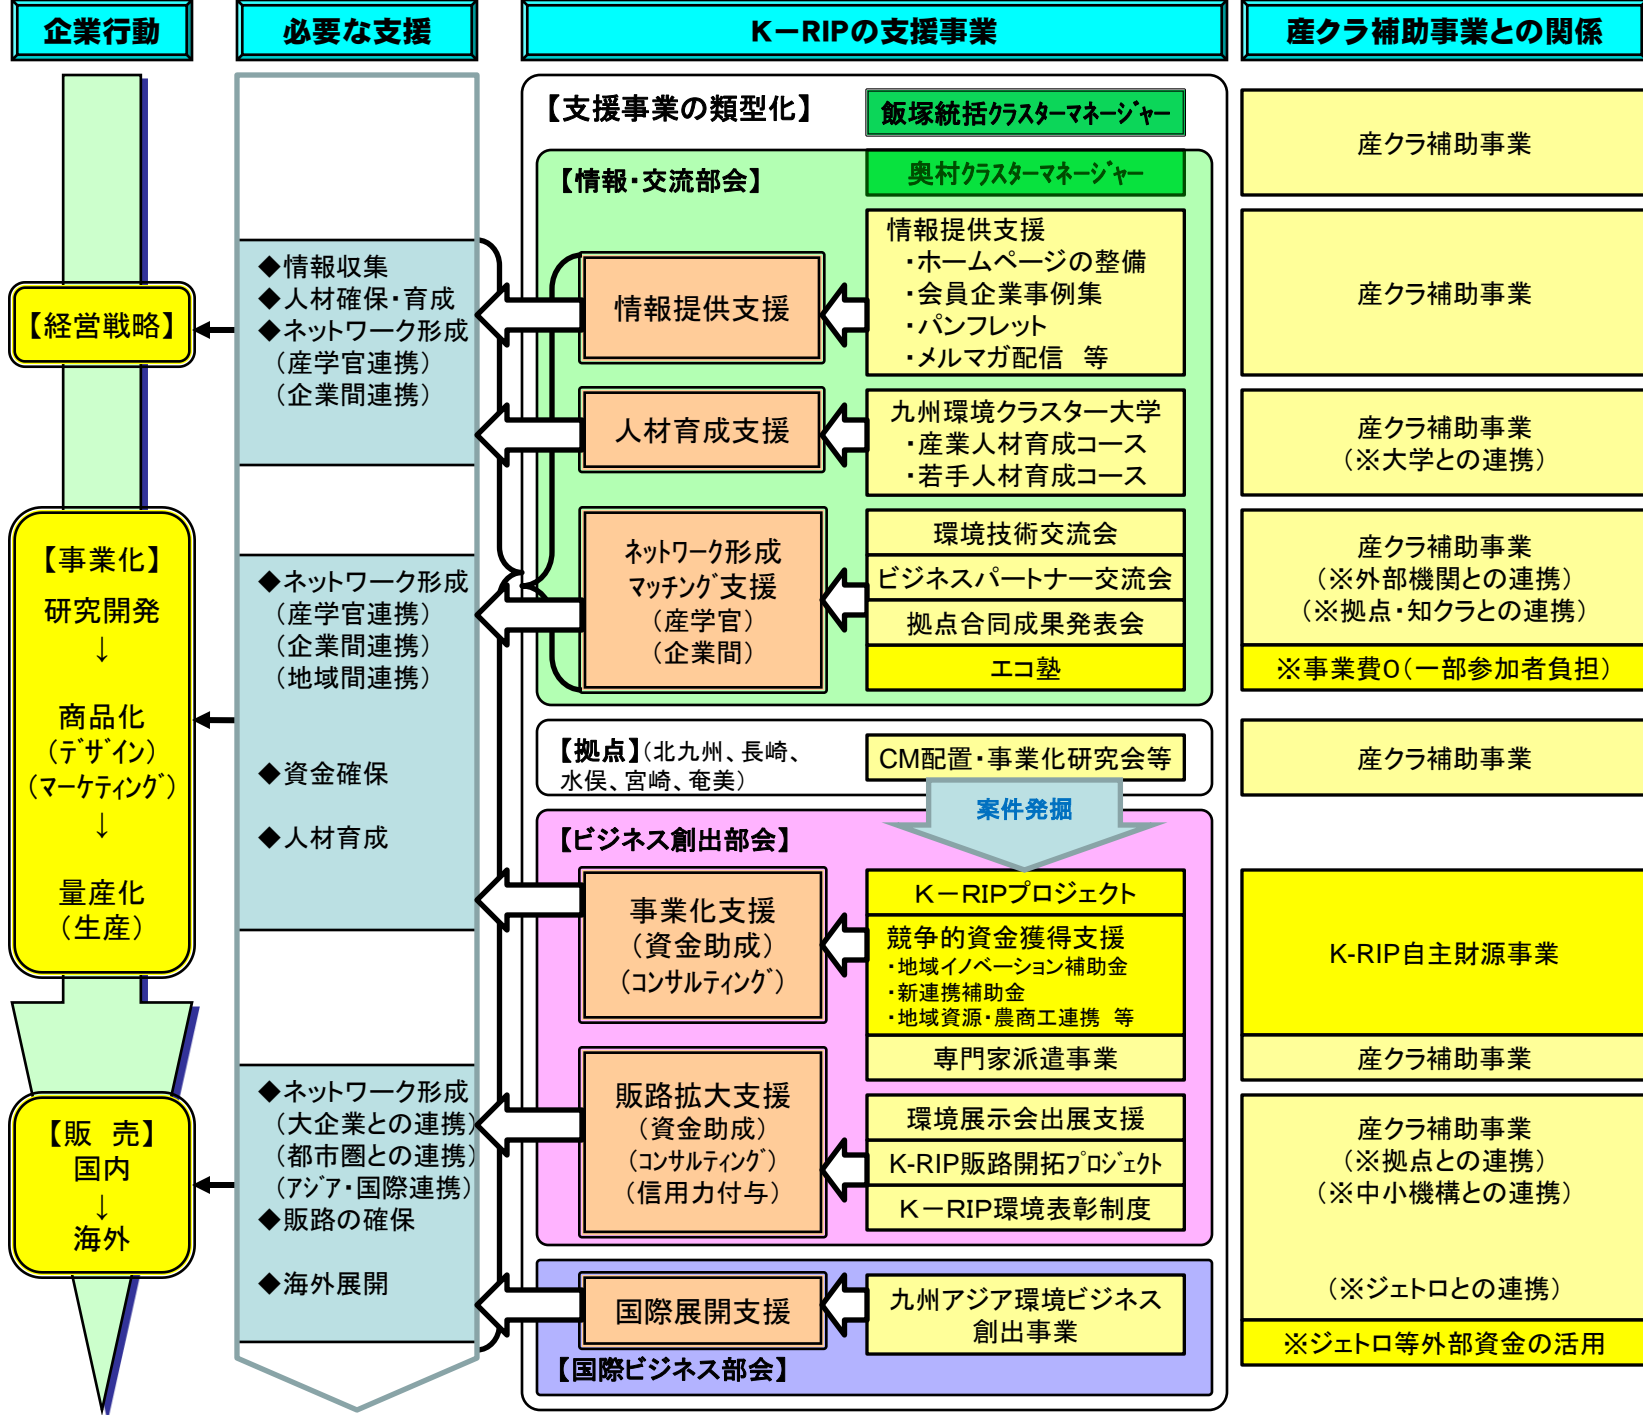 企業行動
必要な支援
K－RIPの支援事業
産クラ補助事業との関係
【経営戦略】
【事業化】
研究開発
↓
商品化
（デザイン）
（マーケティング）
↓
量産化
（生産）
【販　売】
国内
↓
海外
◆情報収集
◆人材確保・育成
◆ネットワーク形成
（産学官連携）
（企業間連携）
◆ネットワーク形成
（産学官連携）
（企業間連携）
（地域間連携）
◆資金確保
◆人材育成
◆ネットワーク形成
（大企業との連携）
（都市圏との連携）
（アジア・国際連携）
◆販路の確保
◆海外展開
【支援事業の類型化】
飯塚統括クラスターマネージャー
【情報・交流部会】
奥村クラスターマネージャー
情報提供支援
情報提供支援
・ホームページの整備
・会員企業事例集
・パンフレット
・メルマガ配信　等
人材育成支援
九州環境クラスター大学
・産業人材育成コース
・若手人材育成コース
ネットワーク形成
マッチング支援
（産学官）
（企業間）
環境技術交流会
ビジネスパートナー交流会
拠点合同成果発表会
エコ塾
【拠点】（北九州、長崎、
水俣、宮崎、奄美）
CM配置・事業化研究会等
案件発掘
【ビジネス創出部会】
事業化支援
（資金助成）
（コンサルティング）
K－RIPプロジェクト
競争的資金獲得支援
・地域イノベーション補助金
・新連携補助金
・地域資源・農商工連携　等
専門家派遣事業
販路拡大支援
（資金助成）
（コンサルティング）
（信用力付与）
環境展示会出展支援
K-RIP販路開拓プロジェクト
K－RIP環境表彰制度
国際展開支援
九州アジア環境ビジネス
創出事業
【国際ビジネス部会】
産クラ補助事業
産クラ補助事業
産クラ補助事業
（※大学との連携）
産クラ補助事業
（※外部機関との連携）
（※拠点・知クラとの連携）
※事業費0（一部参加者負担）
産クラ補助事業
K-RIP自主財源事業
産クラ補助事業
産クラ補助事業
（※拠点との連携）
（※中小機構との連携）
（※ジェトロとの連携）
※ジェトロ等外部資金の活用